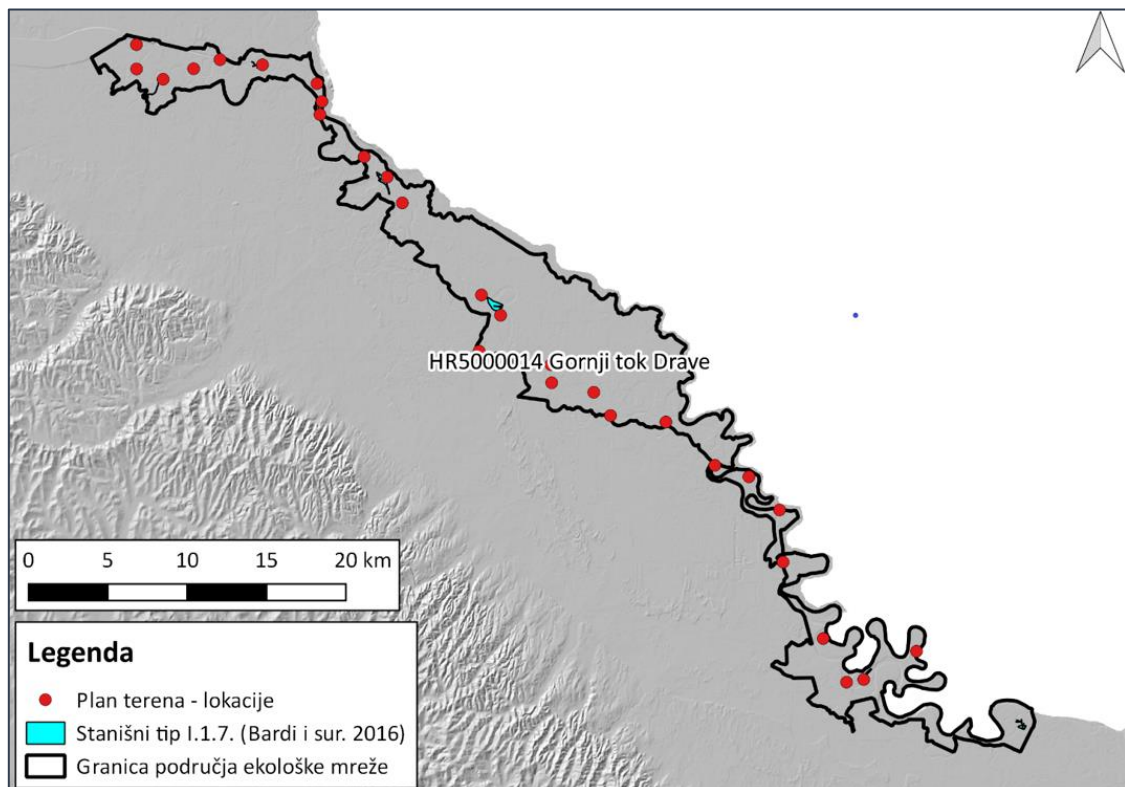 HR5000014 Gornji tok Drave
0 5 10 15 20 km
Legenda
Plan terena - lokacije
Stanišni tip I.1.7. (Bardi i sur. 2016)
Granica područja ekološke mreže